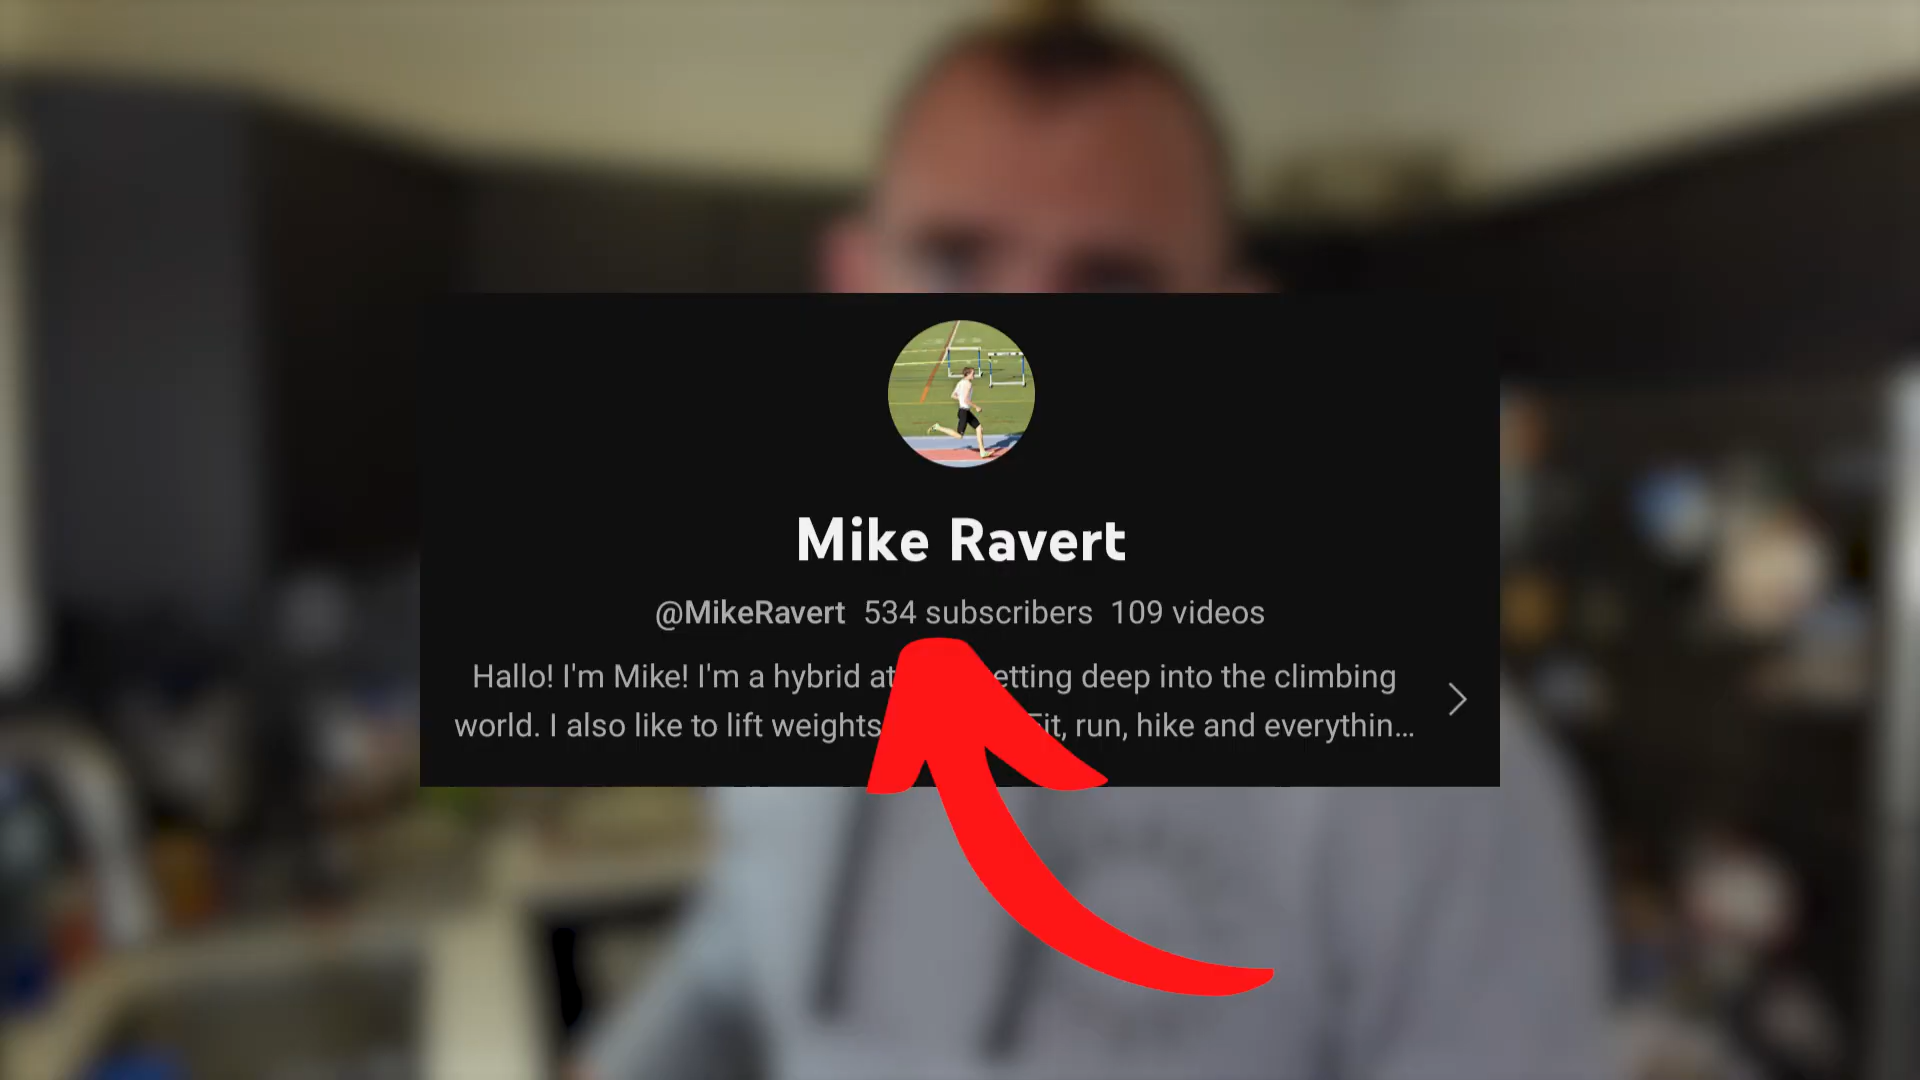 Mike Ravert
@MikeRavert 534 subscribers 109 videos
Hallo! I'm Mike! I'm a hybrid etting deep into the climbing
world. I also like to lift weights it, run, hike and everythin...